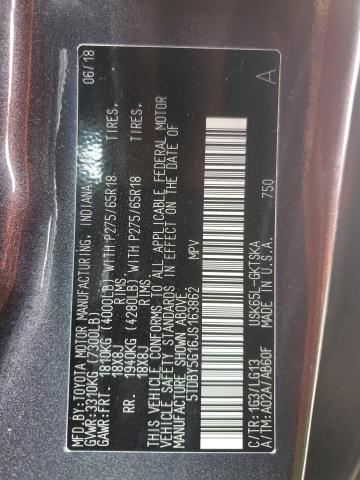 MFD.BY:TOYOTA MOTOR MANUFACTURING, INDIANA 06/18
GVWR:3310KG (7300LB)
GAWR:FRT. 1810KG (4000LB) WITH P275/65R18 TIRES,
18X8J RIMS
RR. 1940KG (4280LB) WITH P275/65R18 TIRES,
18X8J RIMS
THIS VEHICLE CONFORMS TO ALL APPLICABLE FEDERAL MOTOR
VEHICLE SAFETY STANDARDS IN EFFECT ON THE DATE OF
MANUFACTURE SHOWN ABOVE.
5TDBY5G16JS163862 MPV
C/TR:1G3/LG13 USK65L-GKTSKA
A/TM:A02A/AB60F MADE IN U.S.A. 750 A